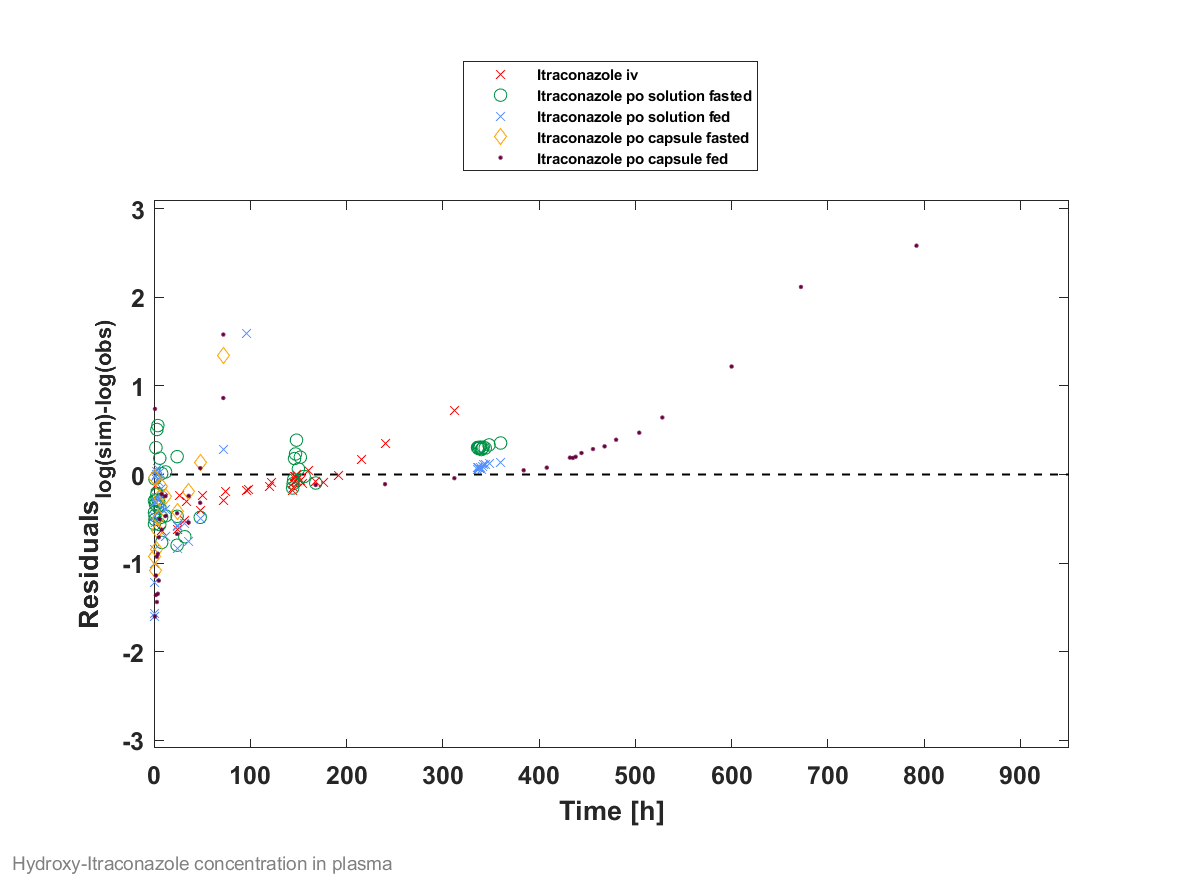 Itraconazole iv
Itraconazole po solution fasted
Itraconazole po solution fed
Itraconazole po capsule fasted
Itraconazole po capsule fed
3
2
1
0
-1
-2
-3
Residuals log(sim)-log(obs)
0 100 200 300 400 500 600 700 800 900
Time [h]
Hydroxy-Itraconazole concentration in plasma